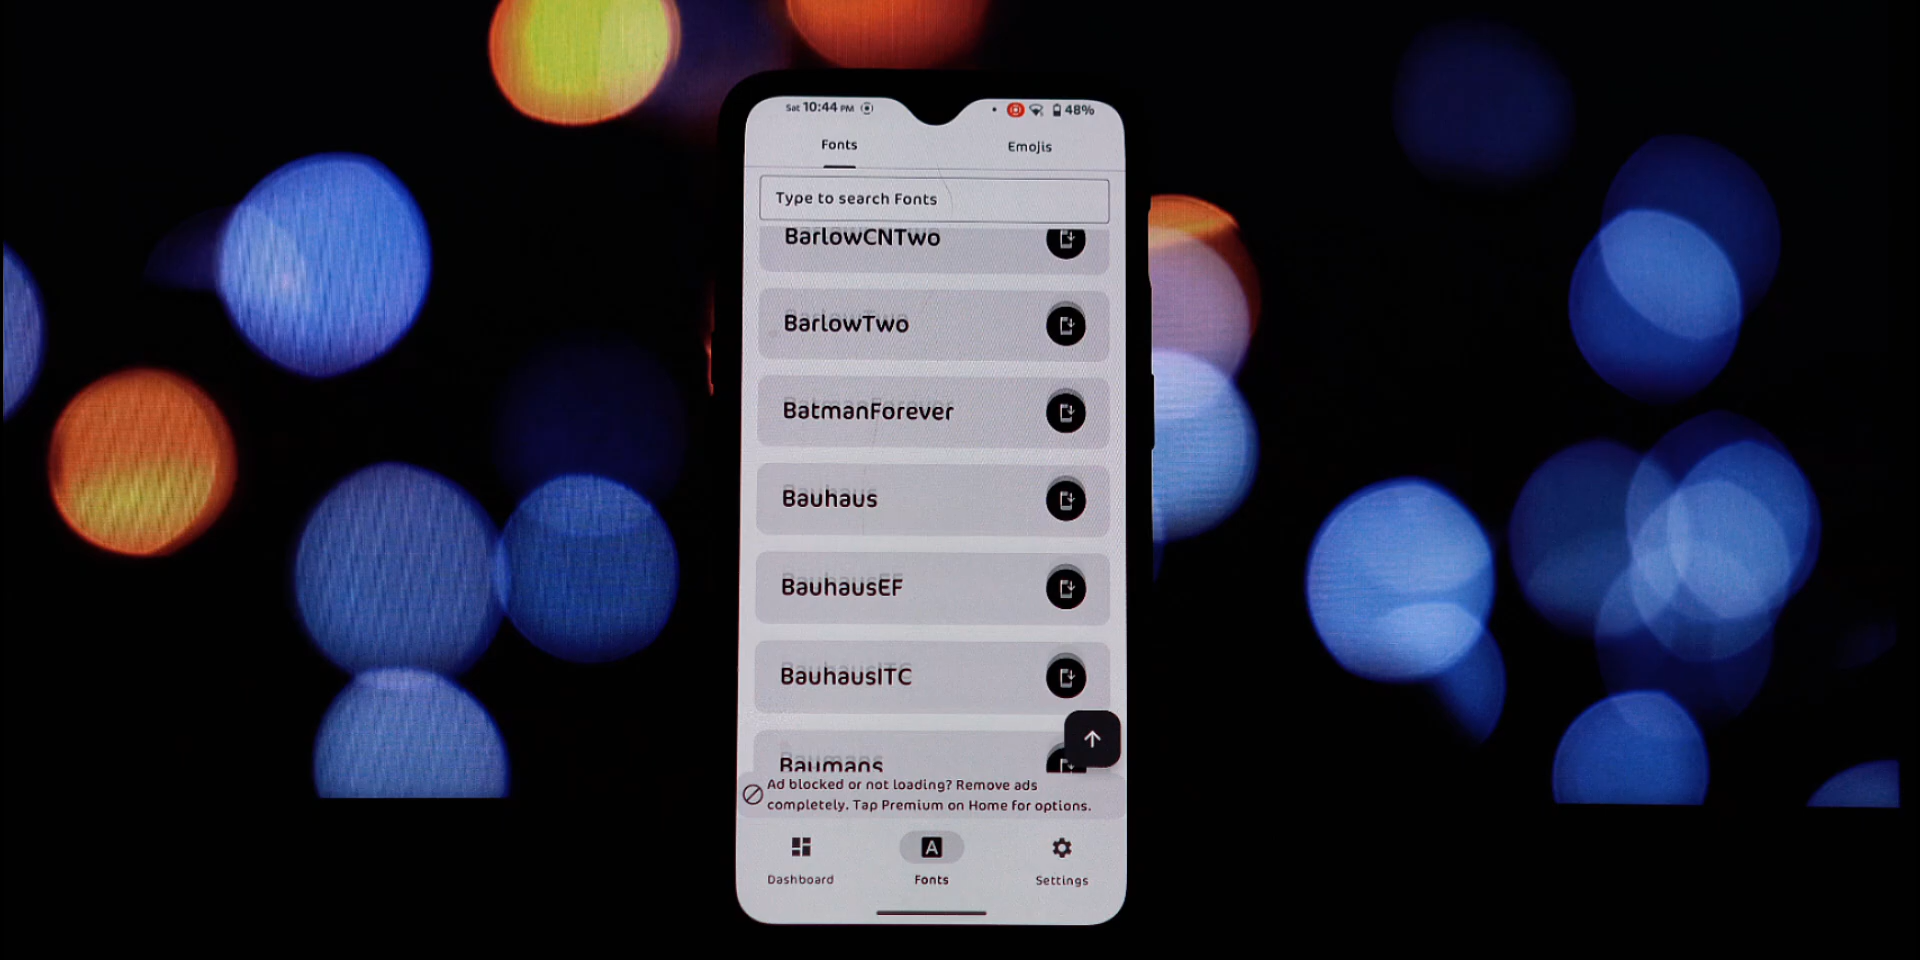 Sat 10:44 PM
48%
Fonts
Emojis
Type to search Fonts
BarlowCNTwo
BarlowTwo
BatmanForever
Bauhaus
BauhausEF
BauhausITC
Baumans
Ad blocked or not loading? Remove ads
completely. Tap Premium on Home for options.
A
Dashboard
Fonts
Settings